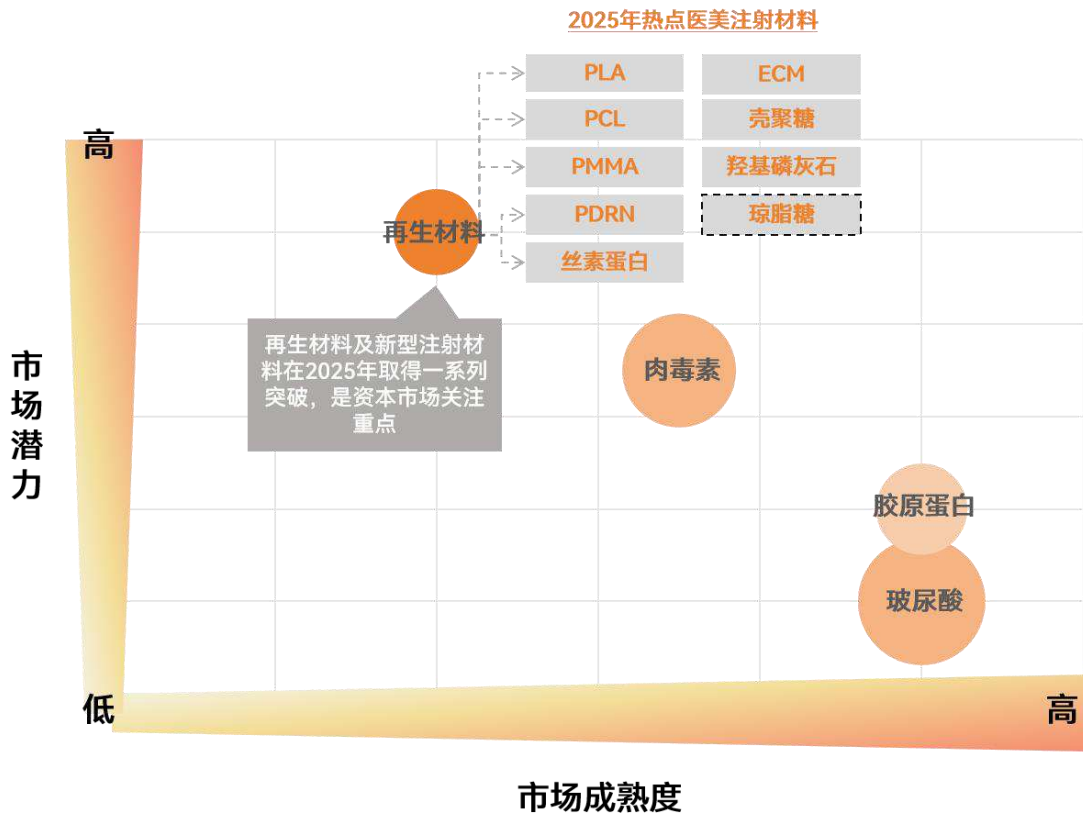 2025年热点医美注射材料
PLA
ECM
PCL
壳聚糖
PMMA
羟基磷灰石
PDRN
琼脂糖
丝素蛋白
高
再生材料
再生材料及新型注射材
料在2025年取得一系列
突破，是资本市场关注
重点
肉毒素
胶原蛋白
玻尿酸
市场潜力
低
高
市场成熟度